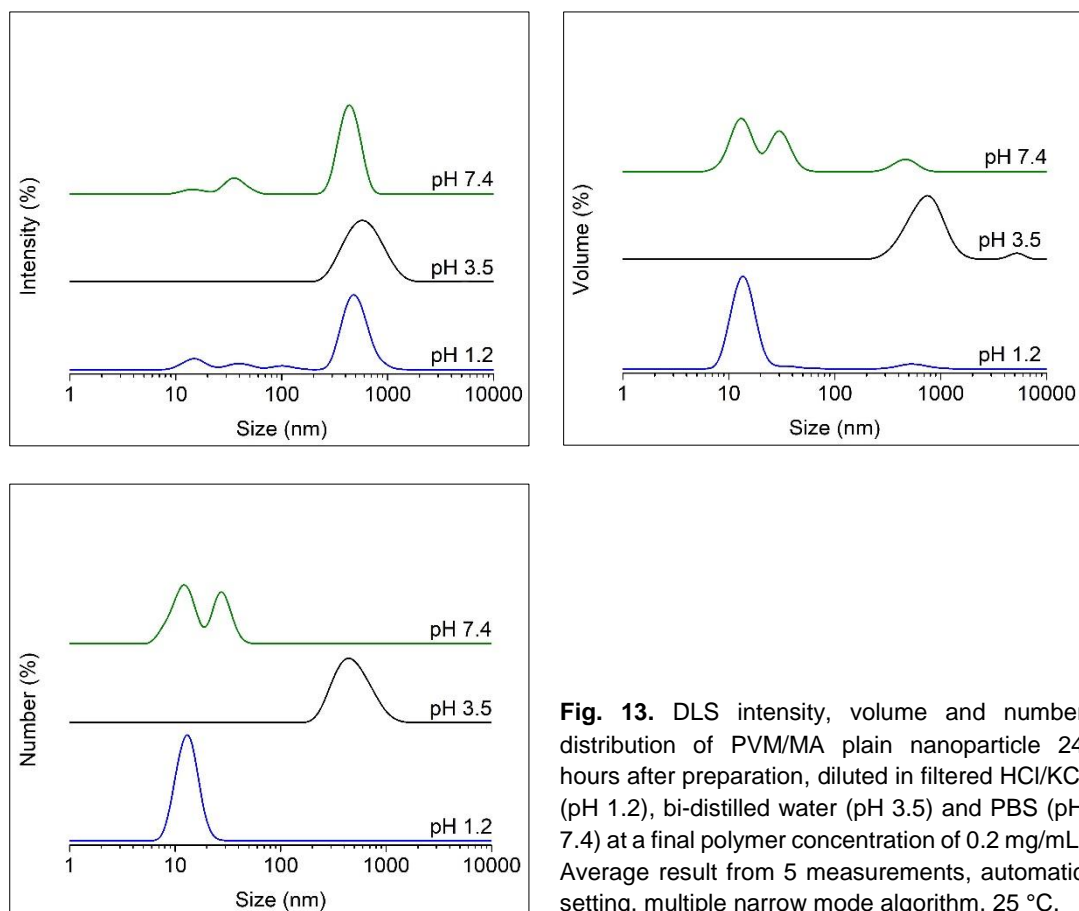 Intensity (%)
pH 7.4
pH 3.5
pH 1.2
1 10 100 1000 10000
Size (nm)
Volume (%)
pH 7.4
pH 3.5
pH 1.2
1 10 100 1000 10000
Size (nm)
Number (%)
pH 7.4
pH 3.5
pH 1.2
1 10 100 1000 10000
Size (nm)
Fig. 13. DLS intensity, volume and number
distribution of PVM/MA plain nanoparticle 24
hours after preparation, diluted in filtered HCl/KC
(pH 1.2), bi-distilled water (pH 3.5) and PBS (pH
7.4) at a final polymer concentration of 0.2 mg/mL
Average result from 5 measurements, automatic
setting, multiple narrow mode algorithm, 25 °C.